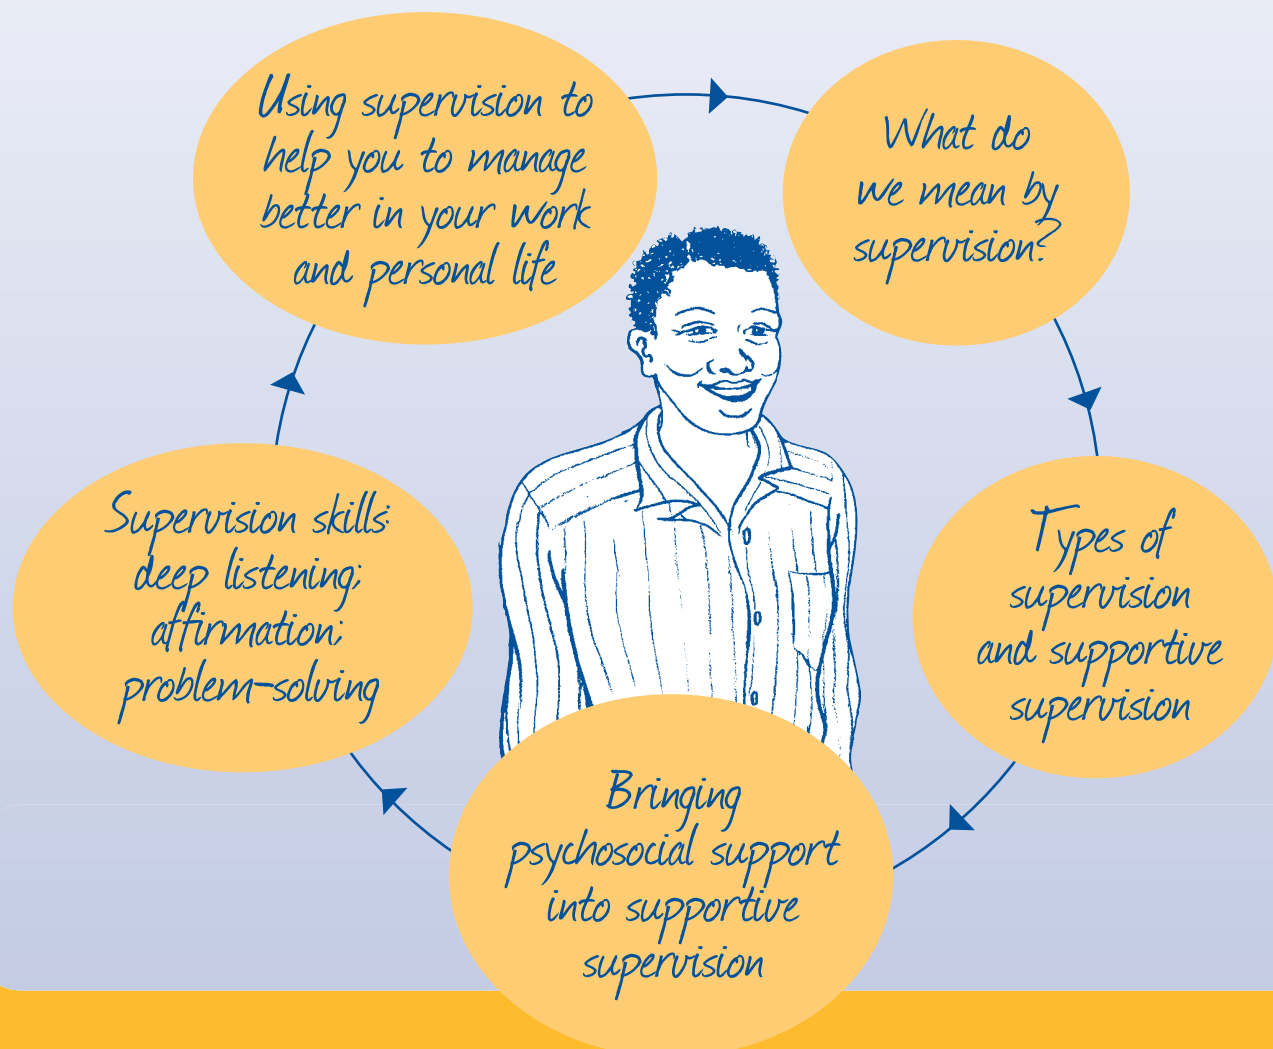 Using supervision to
help you to manage
better in your work
and personal life
What do
we mean by
supervision?
Types of
supervision
and supportive
supervision
Bringing
psychosocial support
into supportive
supervision
Supervision skills:
deep listening;
affirmation;
problem-solving